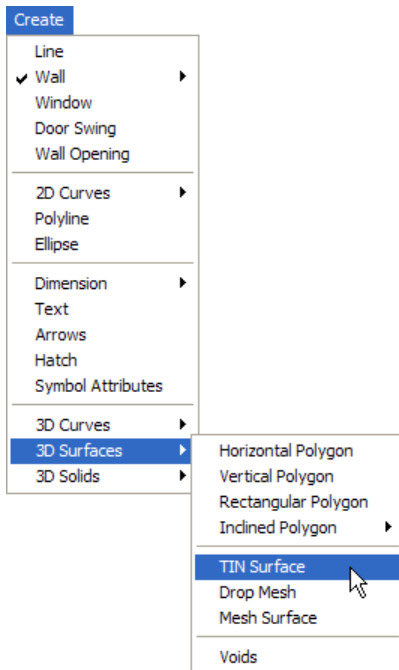 Create
Line
Wall
Window
Door Swing
Wall Opening
2D Curves
Polyline
Ellipse
Dimension
Text
Arrows
Hatch
Symbol Attributes
3D Curves
3D Surfaces
3D Solids
Horizontal Polygon
Vertical Polygon
Rectangular Polygon
Inclined Polygon
TIN Surface
Drop Mesh
Mesh Surface
Voids